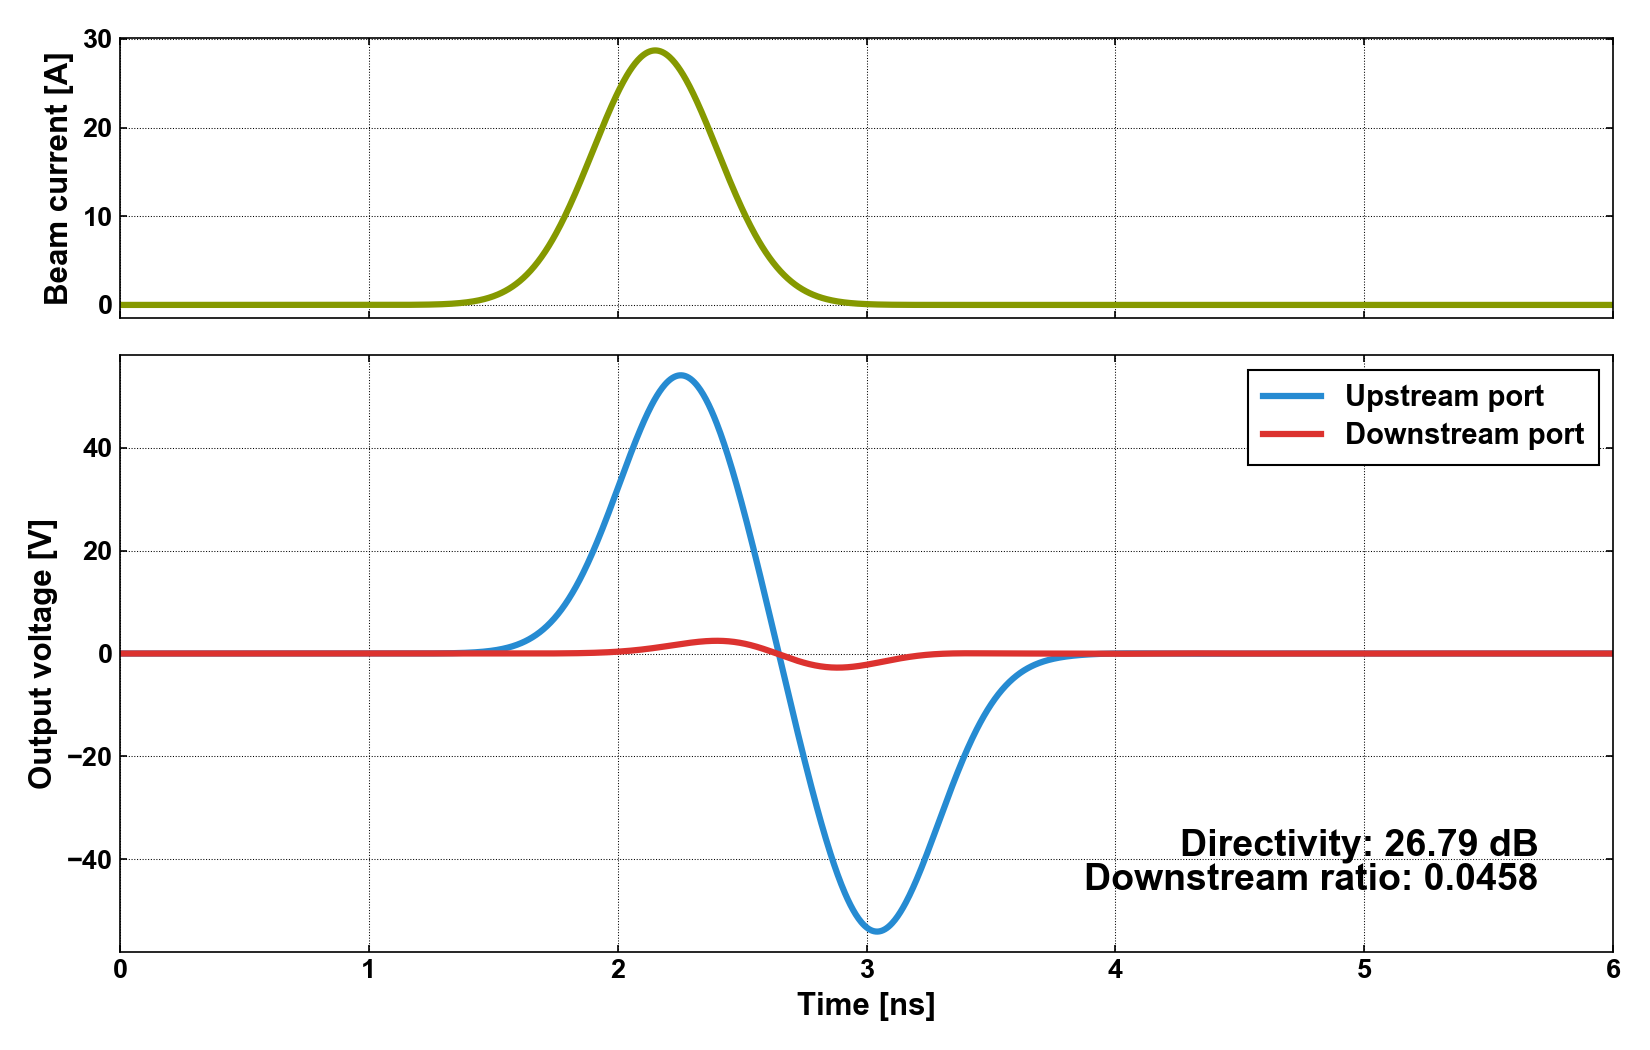 30
20
10
0
Beam current [A]
Upstream port
Downstream port
40
20
0
−20
−40
Output voltage [V]
Directivity: 26.79 dB
Downstream ratio: 0.0458
0 1 2 3 4 5 6
Time [ns]